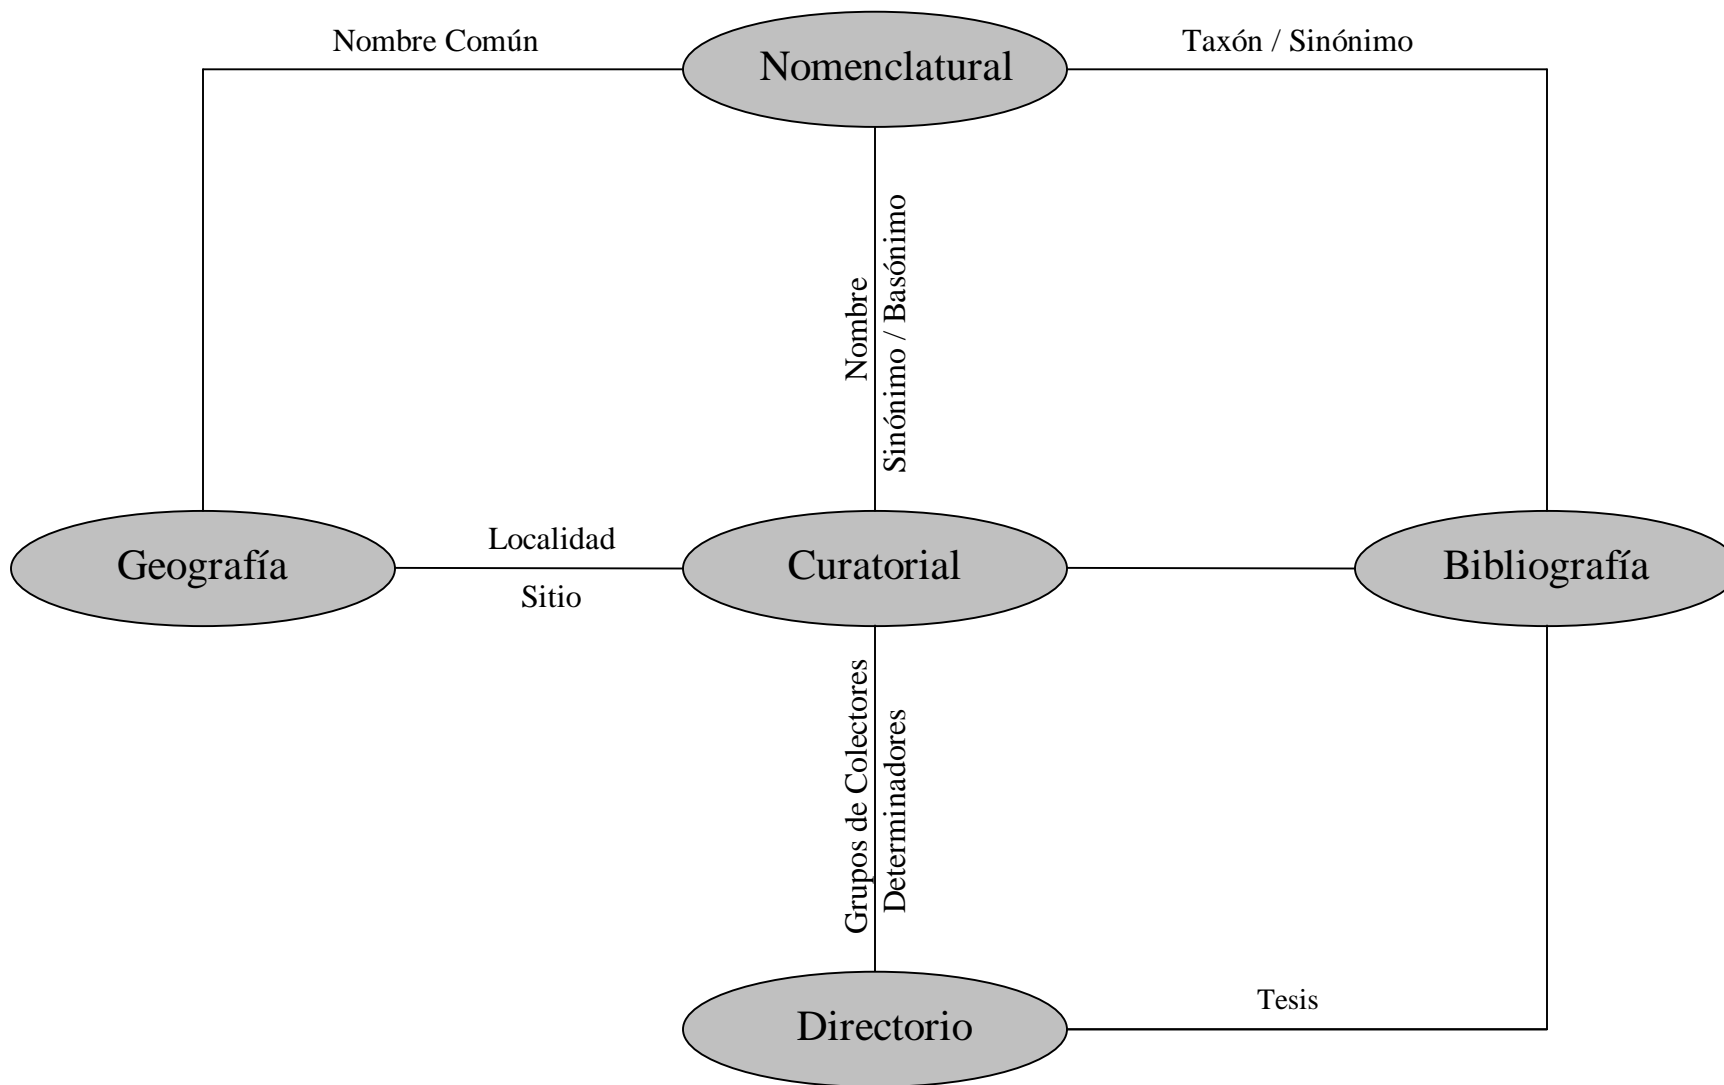 Nombre Común
Nomenclatural
Taxón / Sinónimo
Nombre
Sinónimo / Basónimo
Geografía
Localidad
Sitio
Curatorial
Bibliografía
Grupos de Colectores
Determinadores
Directorio
Tesis